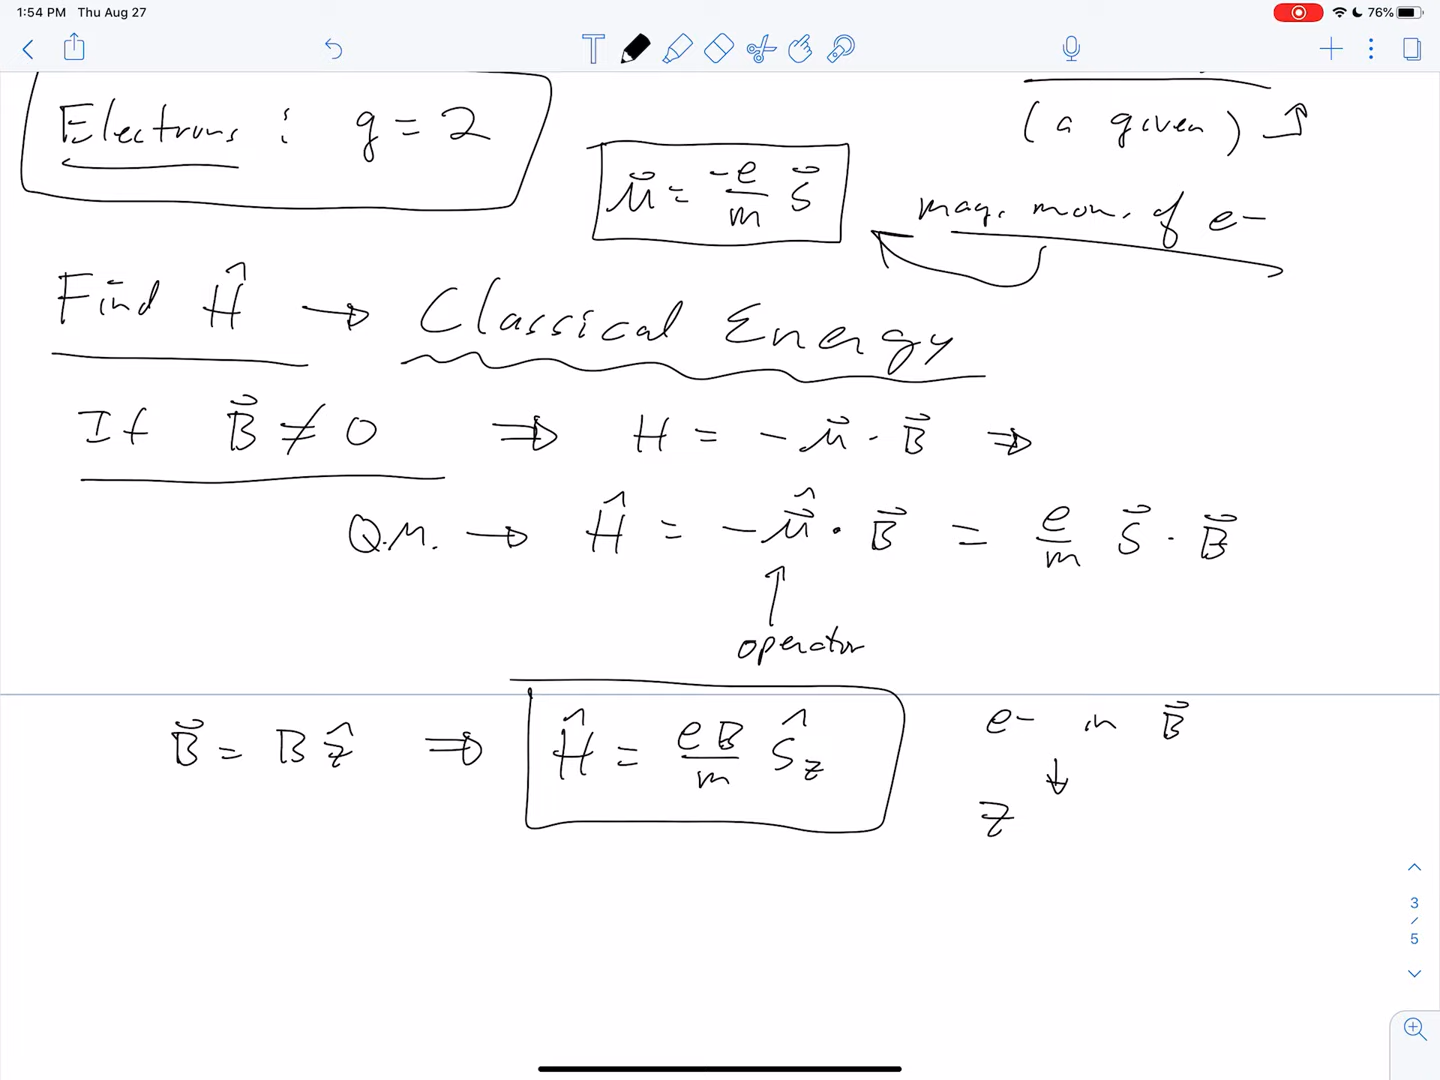 1:54 PM Thu Aug 27
76%
Electrons : g = 2
(a given)
μ⃗ = -e/m S⃗
mag. mom. of e-
Find Ĥ → Classical Energy
If B⃗ ≠ 0 ⇒ H = - μ⃗ · B⃗ ⇒
Q.M. → Ĥ = - μ⃗̂ · B⃗ = e/m S⃗ · B⃗
↑
operator
B⃗ = B ẑ ⇒ Ĥ = eB/m Ŝz
e- in B⃗
↓
z
3
/
5